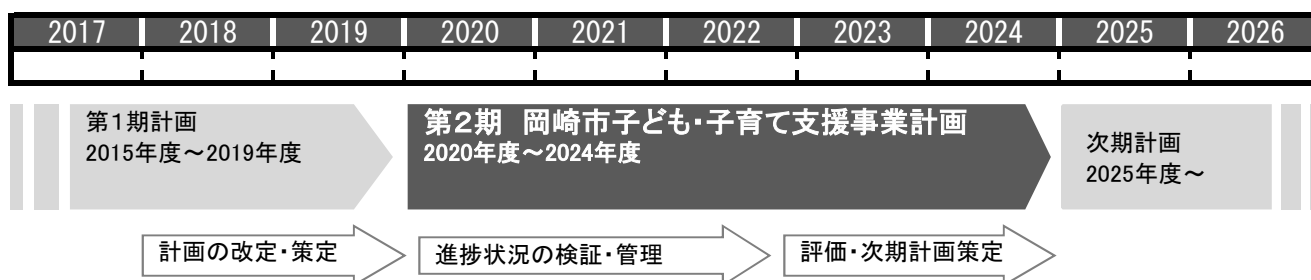 2017 2018 2019 2020 2021 2022 2023 2024 2025 2026
第1期計画
2015年度～2019年度
第2期 岡崎市子ども・子育て支援事業計画
2020年度～2024年度
次期計画
2025年度～
計画の改定・策定
進捗状況の検証・管理
評価・次期計画策定